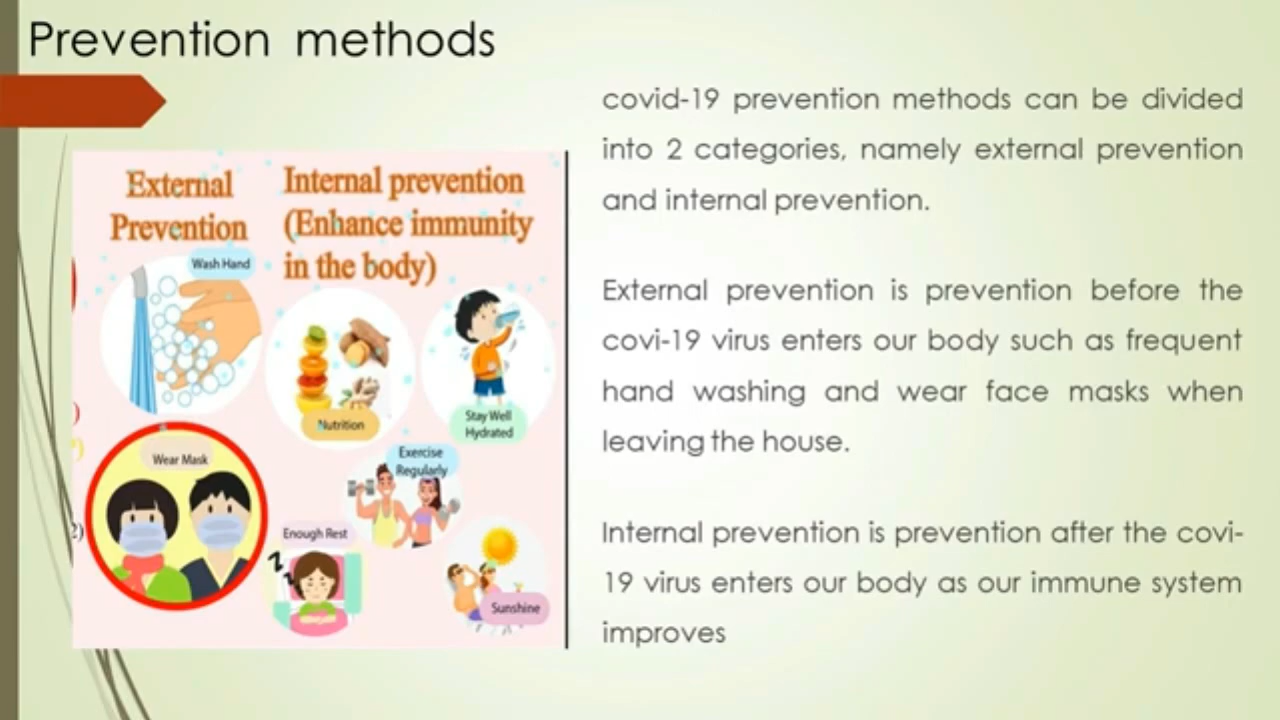 Prevention methods
External
Prevention
Internal prevention
(Enhance immunity
in the body)
Wash Hand
Nutrition
Stay Well
Hydrated
Wear Mask
Exercise
Regularly
Enough Rest
Sunshine
)
)
2)
covid-19 prevention methods can be divided
into 2 categories, namely external prevention
and internal prevention.
External prevention is prevention before the
covi-19 virus enters our body such as frequent
hand washing and wear face masks when
leaving the house.
Internal prevention is prevention after the covi-
19 virus enters our body as our immune system
improves